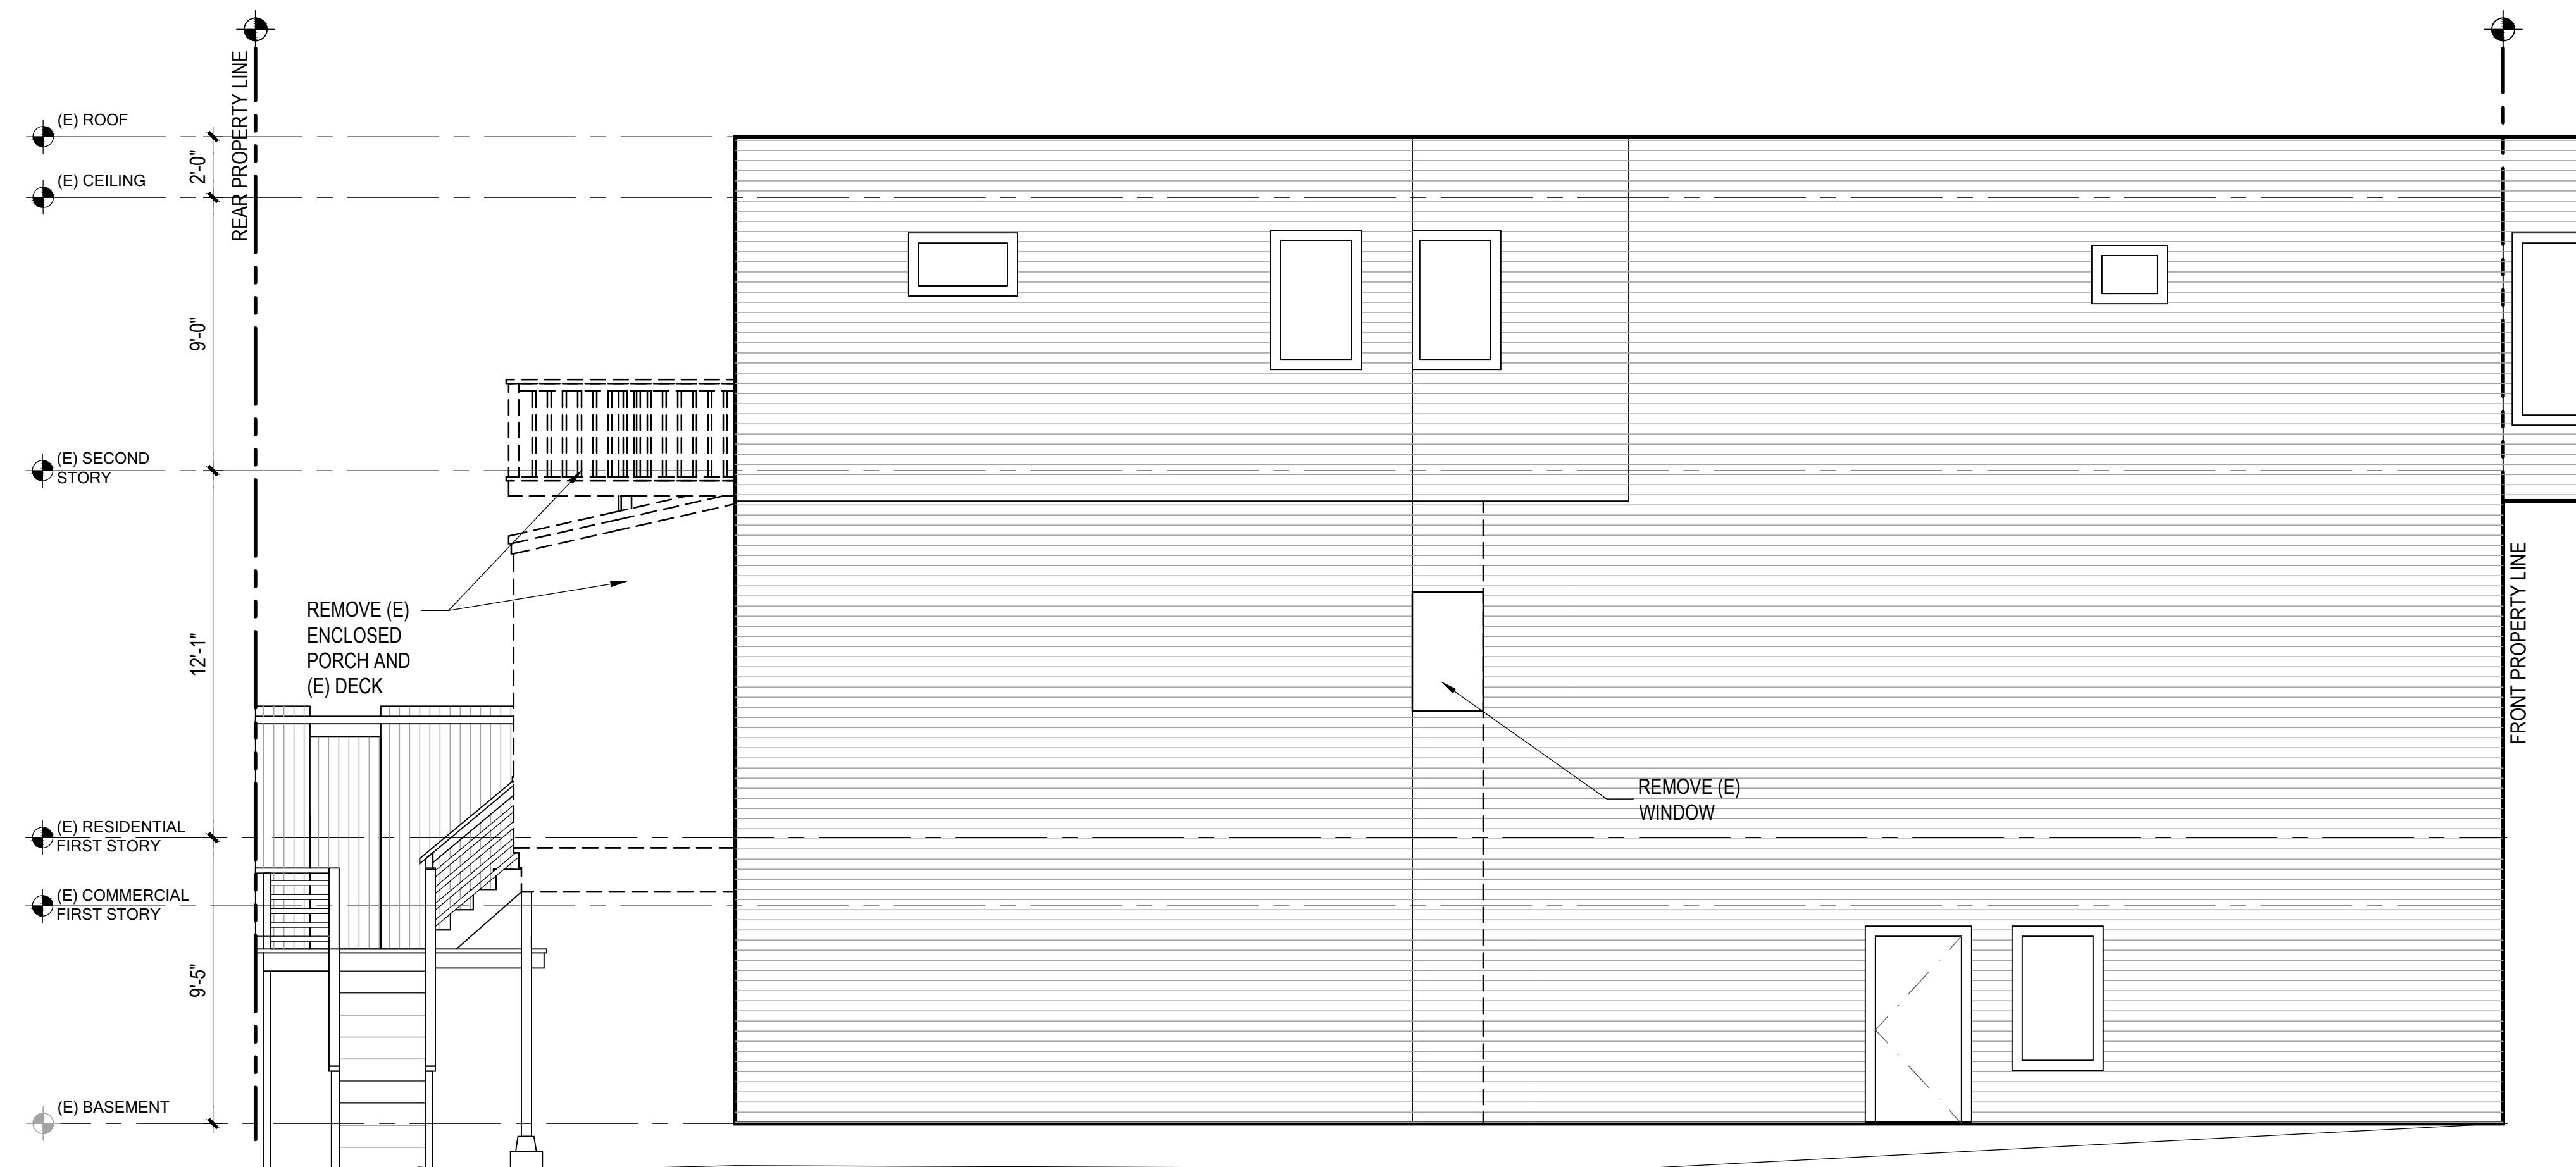 REAR PROPERTY LINE
(E) ROOF
2'-0"
(E) CEILING
9'-0"
(E) SECOND
STORY
12'-1"
REMOVE (E)
ENCLOSED
PORCH AND
(E) DECK
FRONT PROPERTY LINE
REMOVE (E)
WINDOW
(E) RESIDENTIAL
FIRST STORY
(E) COMMERCIAL
FIRST STORY
9'-5"
(E) BASEMENT